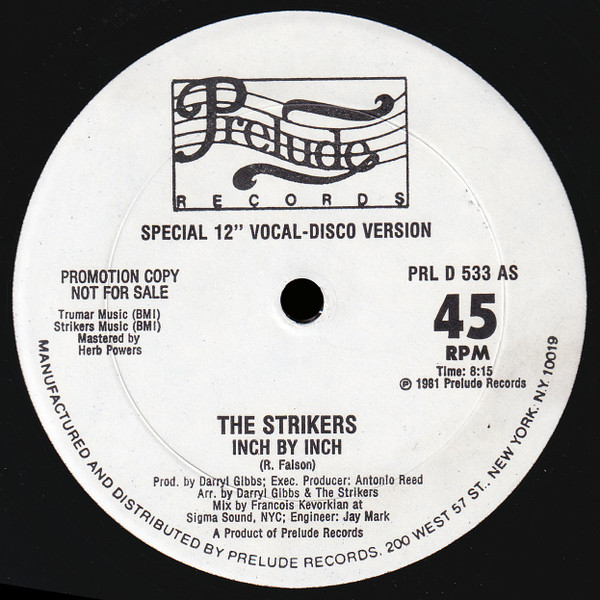 Prelude
RECORDS
SPECIAL 12" VOCAL-DISCO VERSION
PROMOTION COPY
NOT FOR SALE
Trumar Music (BMI)
Strikers Music (BMI)
Mastered by
Herb Powers
PRL D 533 AS
45
RPM
Time: 8:15
Ⓟ 1981 Prelude Records
THE STRIKERS
INCH BY INCH
(R. Falson)
Prod. by Darryl Gibbs; Exec. Producer: Antonio Reed
Arr. by Darryl Gibbs & The Strikers
Mix by Francois Kevorkian at
Sigma Sound, NYC; Engineer: Jay Mark
A Product of Prelude Records
MANUFACTURED AND DISTRIBUTED BY PRELUDE RECORDS, 200 WEST 57 ST., NEW YORK, N.Y. 10019